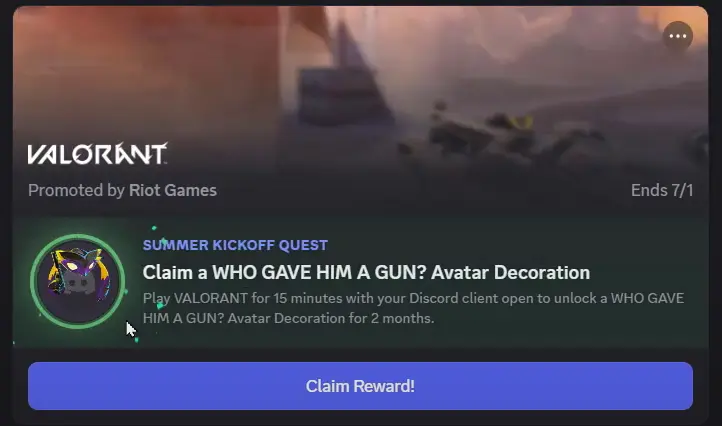 VALORANT
Promoted by Riot Games
Ends 7/1
SUMMER KICKOFF QUEST
Claim a WHO GAVE HIM A GUN? Avatar Decoration
Play VALORANT for 15 minutes with your Discord client open to unlock a WHO GAVE
HIM A GUN? Avatar Decoration for 2 months.
Claim Reward!